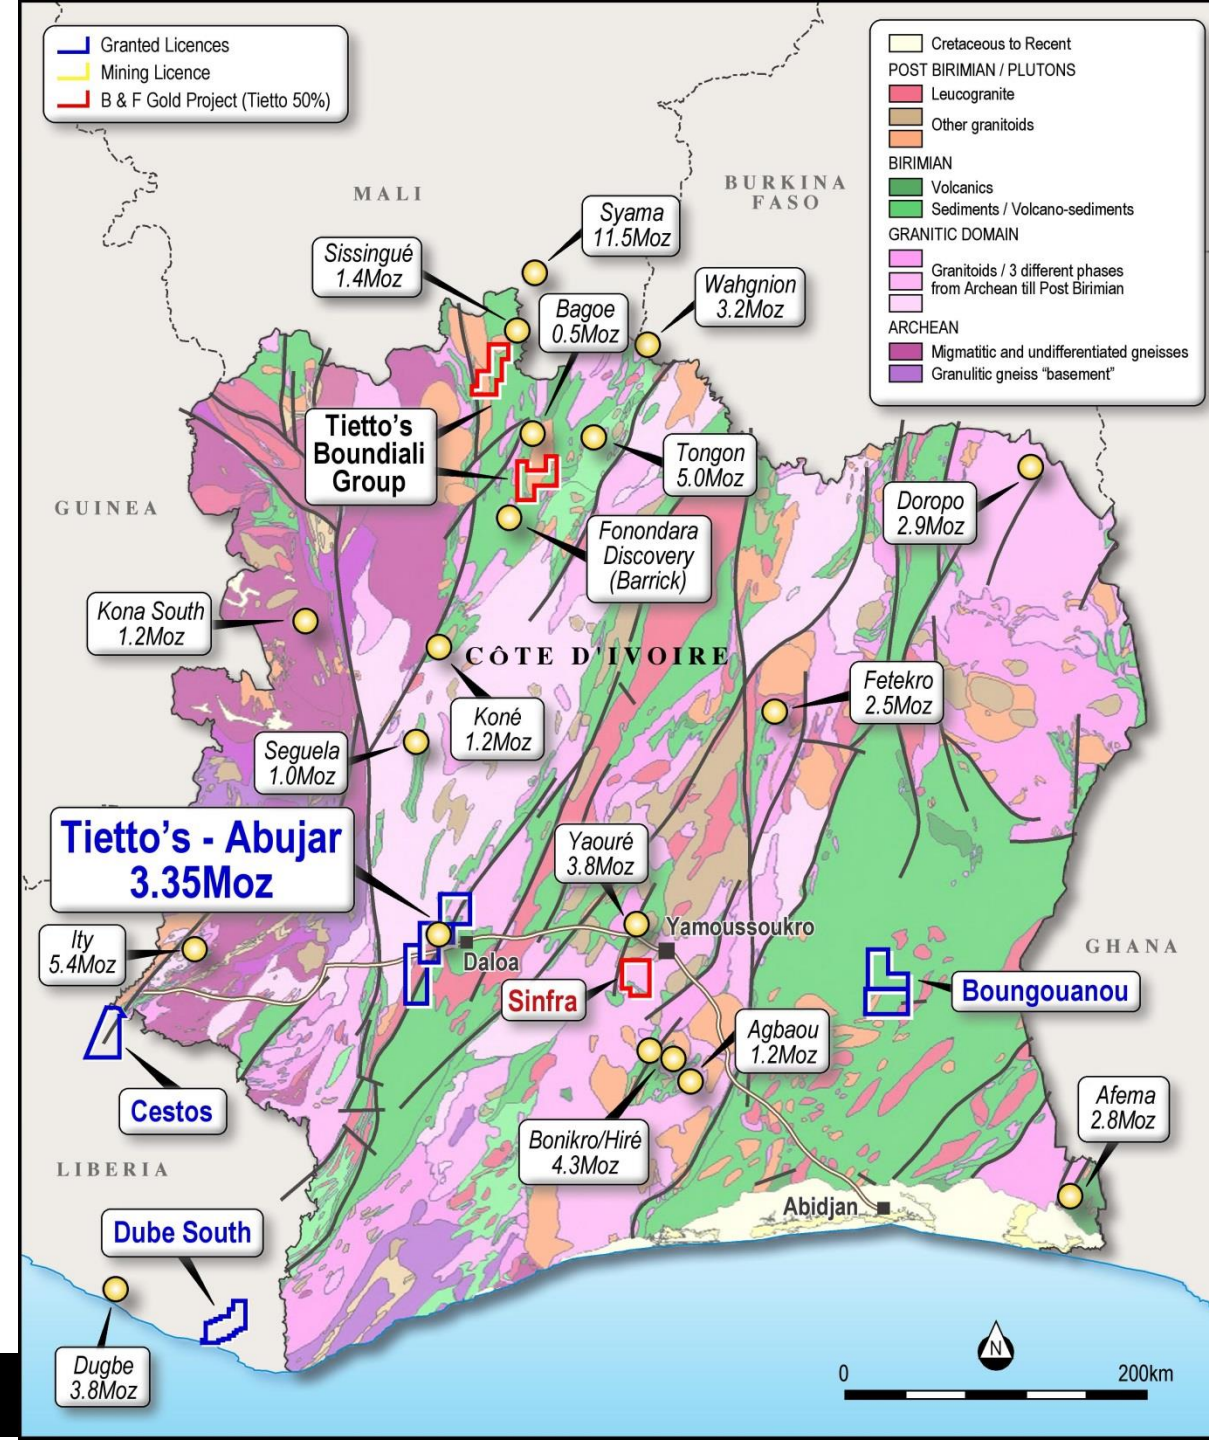 Granted Licences
Mining Licence
B & F Gold Project (Tietto 50%)
Cretaceous to Recent
POST BIRIMIAN / PLUTONS
Leucogranite
Other granitoids
BIRIMIAN
Volcanics
Sediments / Volcano-sediments
GRANITIC DOMAIN
Granitoids / 3 different phases
from Archean till Post Birimian
ARCHEAN
Migmatitic and undifferentiated gneisses
Granulitic gneiss “basement”
MALI
BURKINA
FASO
Syama
11.5Moz
Sissingué
1.4Moz
Wahgnion
3.2Moz
Bagoe
0.5Moz
Tietto’s
Boundiali
Group
Tongon
5.0Moz
Doropo
2.9Moz
GUINEA
Fonondara
Discovery
(Barrick)
Kona South
1.2Moz
CÔTE D'IVOIRE
Fetekro
2.5Moz
Koné
1.2Moz
Seguela
1.0Moz
Tietto’s - Abujar
3.35Moz
Yaouré
3.8Moz
Yamoussoukro
Ity
5.4Moz
Daloa
GHANA
Sinfra
Boungouanou
Agbaou
1.2Moz
Cestos
Afema
2.8Moz
Bonikro/Hiré
4.3Moz
LIBERIA
Abidjan
Dube South
Dugbe
3.8Moz
N
0 200km